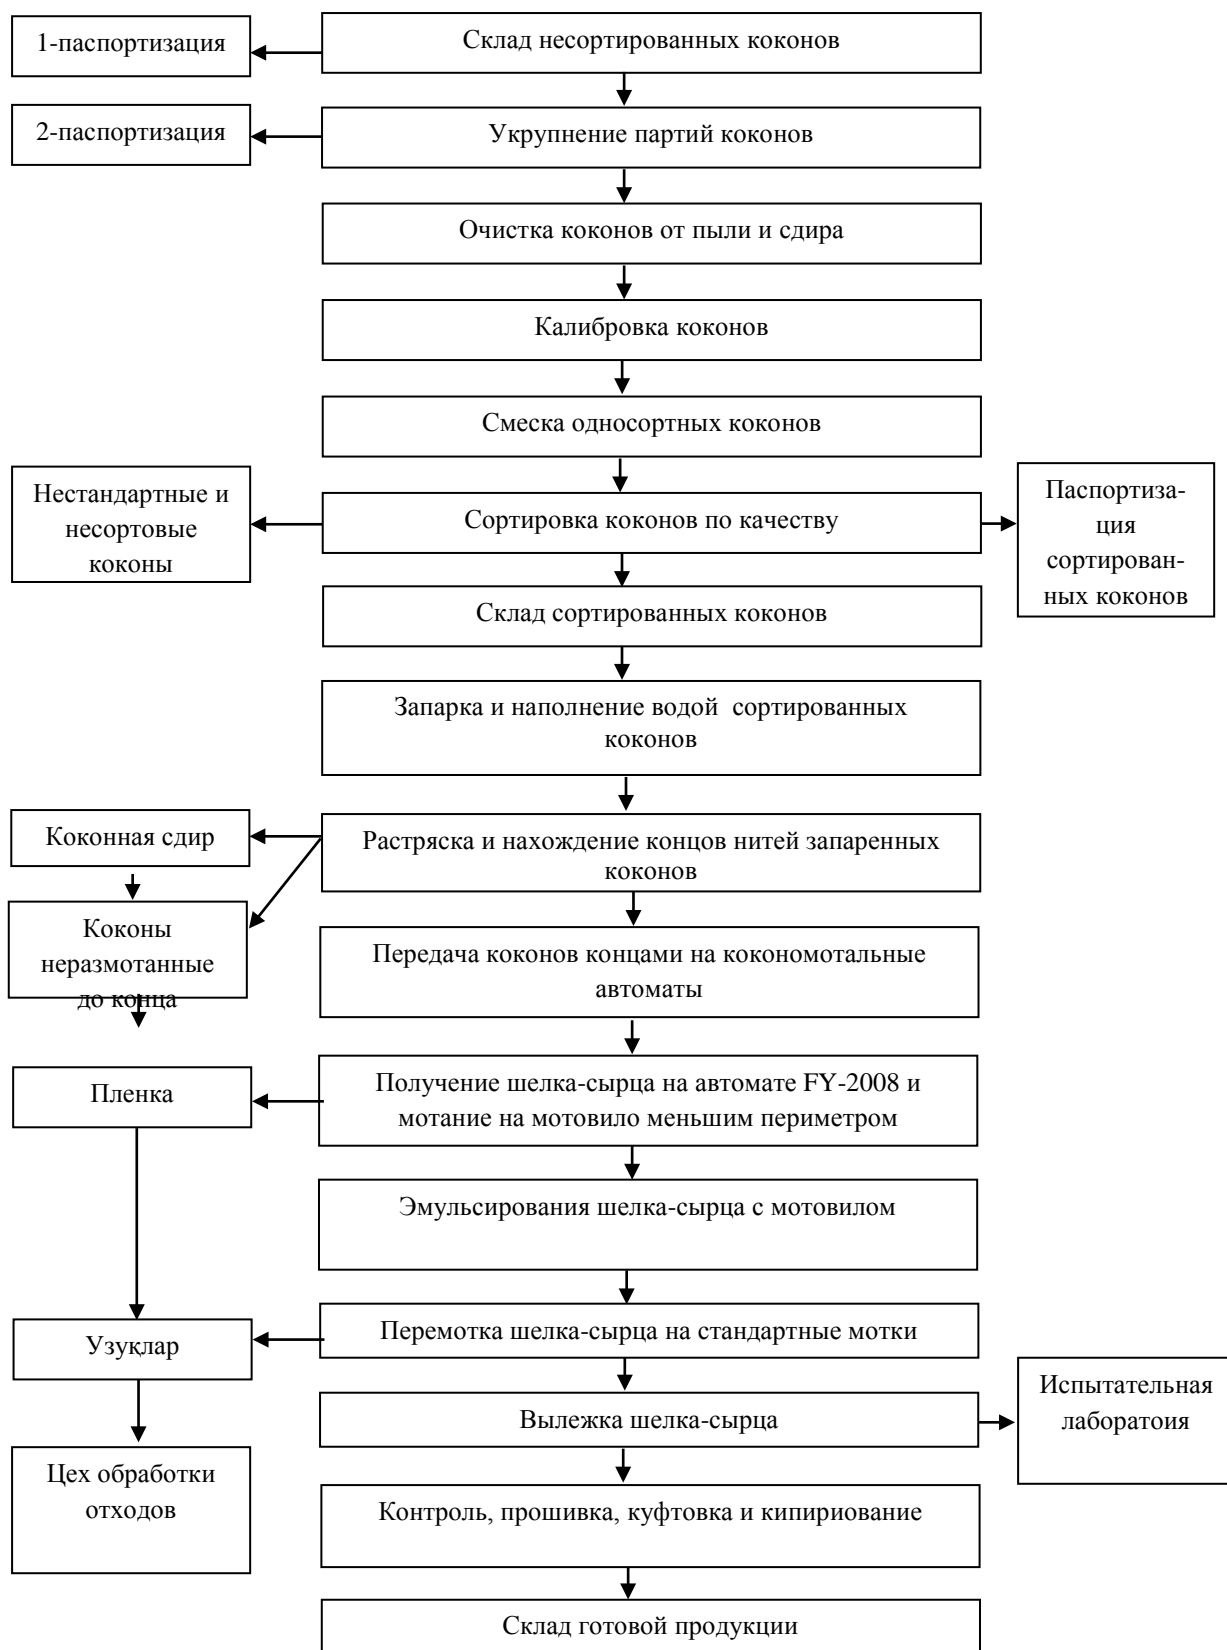 1-паспортизация
Склад несортированных коконов
2-паспортизация
Укрупнение партий коконов
Очистка коконов от пыли и сдира
Калибровка коконов
Смеска односортных коконов
Нестандартные и
несортовые
коконы
Сортировка коконов по качеству
Паспортиза-
ция
сортирован-
ных коконов
Склад сортированных коконов
Запарка и наполнение водой сортированных
коконов
Коконная сдир
Растряска и нахождение концов нитей запаренных
коконов
Коконы
неразмотанные
до конца
Передача коконов концами на кокономотальные
автоматы
Пленка
Получение шелка-сырца на автомате FY-2008 и
мотание на мотовило меньшим периметром
Эмульсирования шелка-сырца с мотовилом
Узуқлар
Перемотка шелка-сырца на стандартные мотки
Вылежка шелка-сырца
Испытательная
лаборатоия
Цех обработки
отходов
Контроль, прошивка, куфтовка и кипириование
Склад готовой продукции